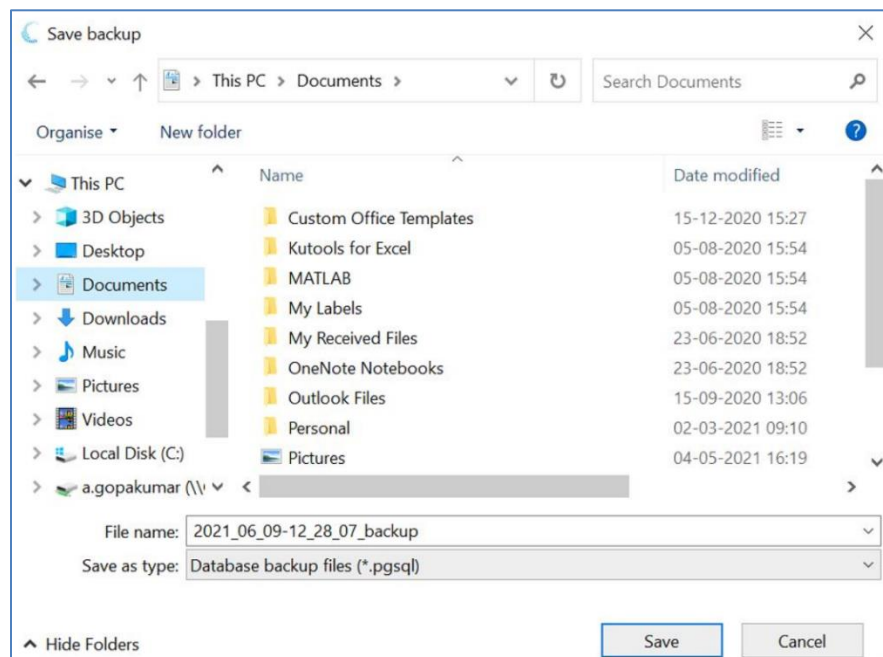 Save backup
This PC > Documents >
Search Documents
Organise
New folder
Name
Date modified
This PC
3D Objects
Desktop
Documents
Downloads
Music
Pictures
Videos
Local Disk (C:)
a.gopakumar (\\
Custom Office Templates 15-12-2020 15:27
Kutools for Excel 05-08-2020 15:54
MATLAB 05-08-2020 15:54
My Labels 05-08-2020 15:54
My Received Files 23-06-2020 18:52
OneNote Notebooks 23-06-2020 18:52
Outlook Files 15-09-2020 13:06
Personal 02-03-2021 09:10
Pictures 04-05-2021 16:19
File name: 2021_06_09-12_28_07_backup
Save as type: Database backup files (*.pgsql)
Hide Folders
Save
Cancel